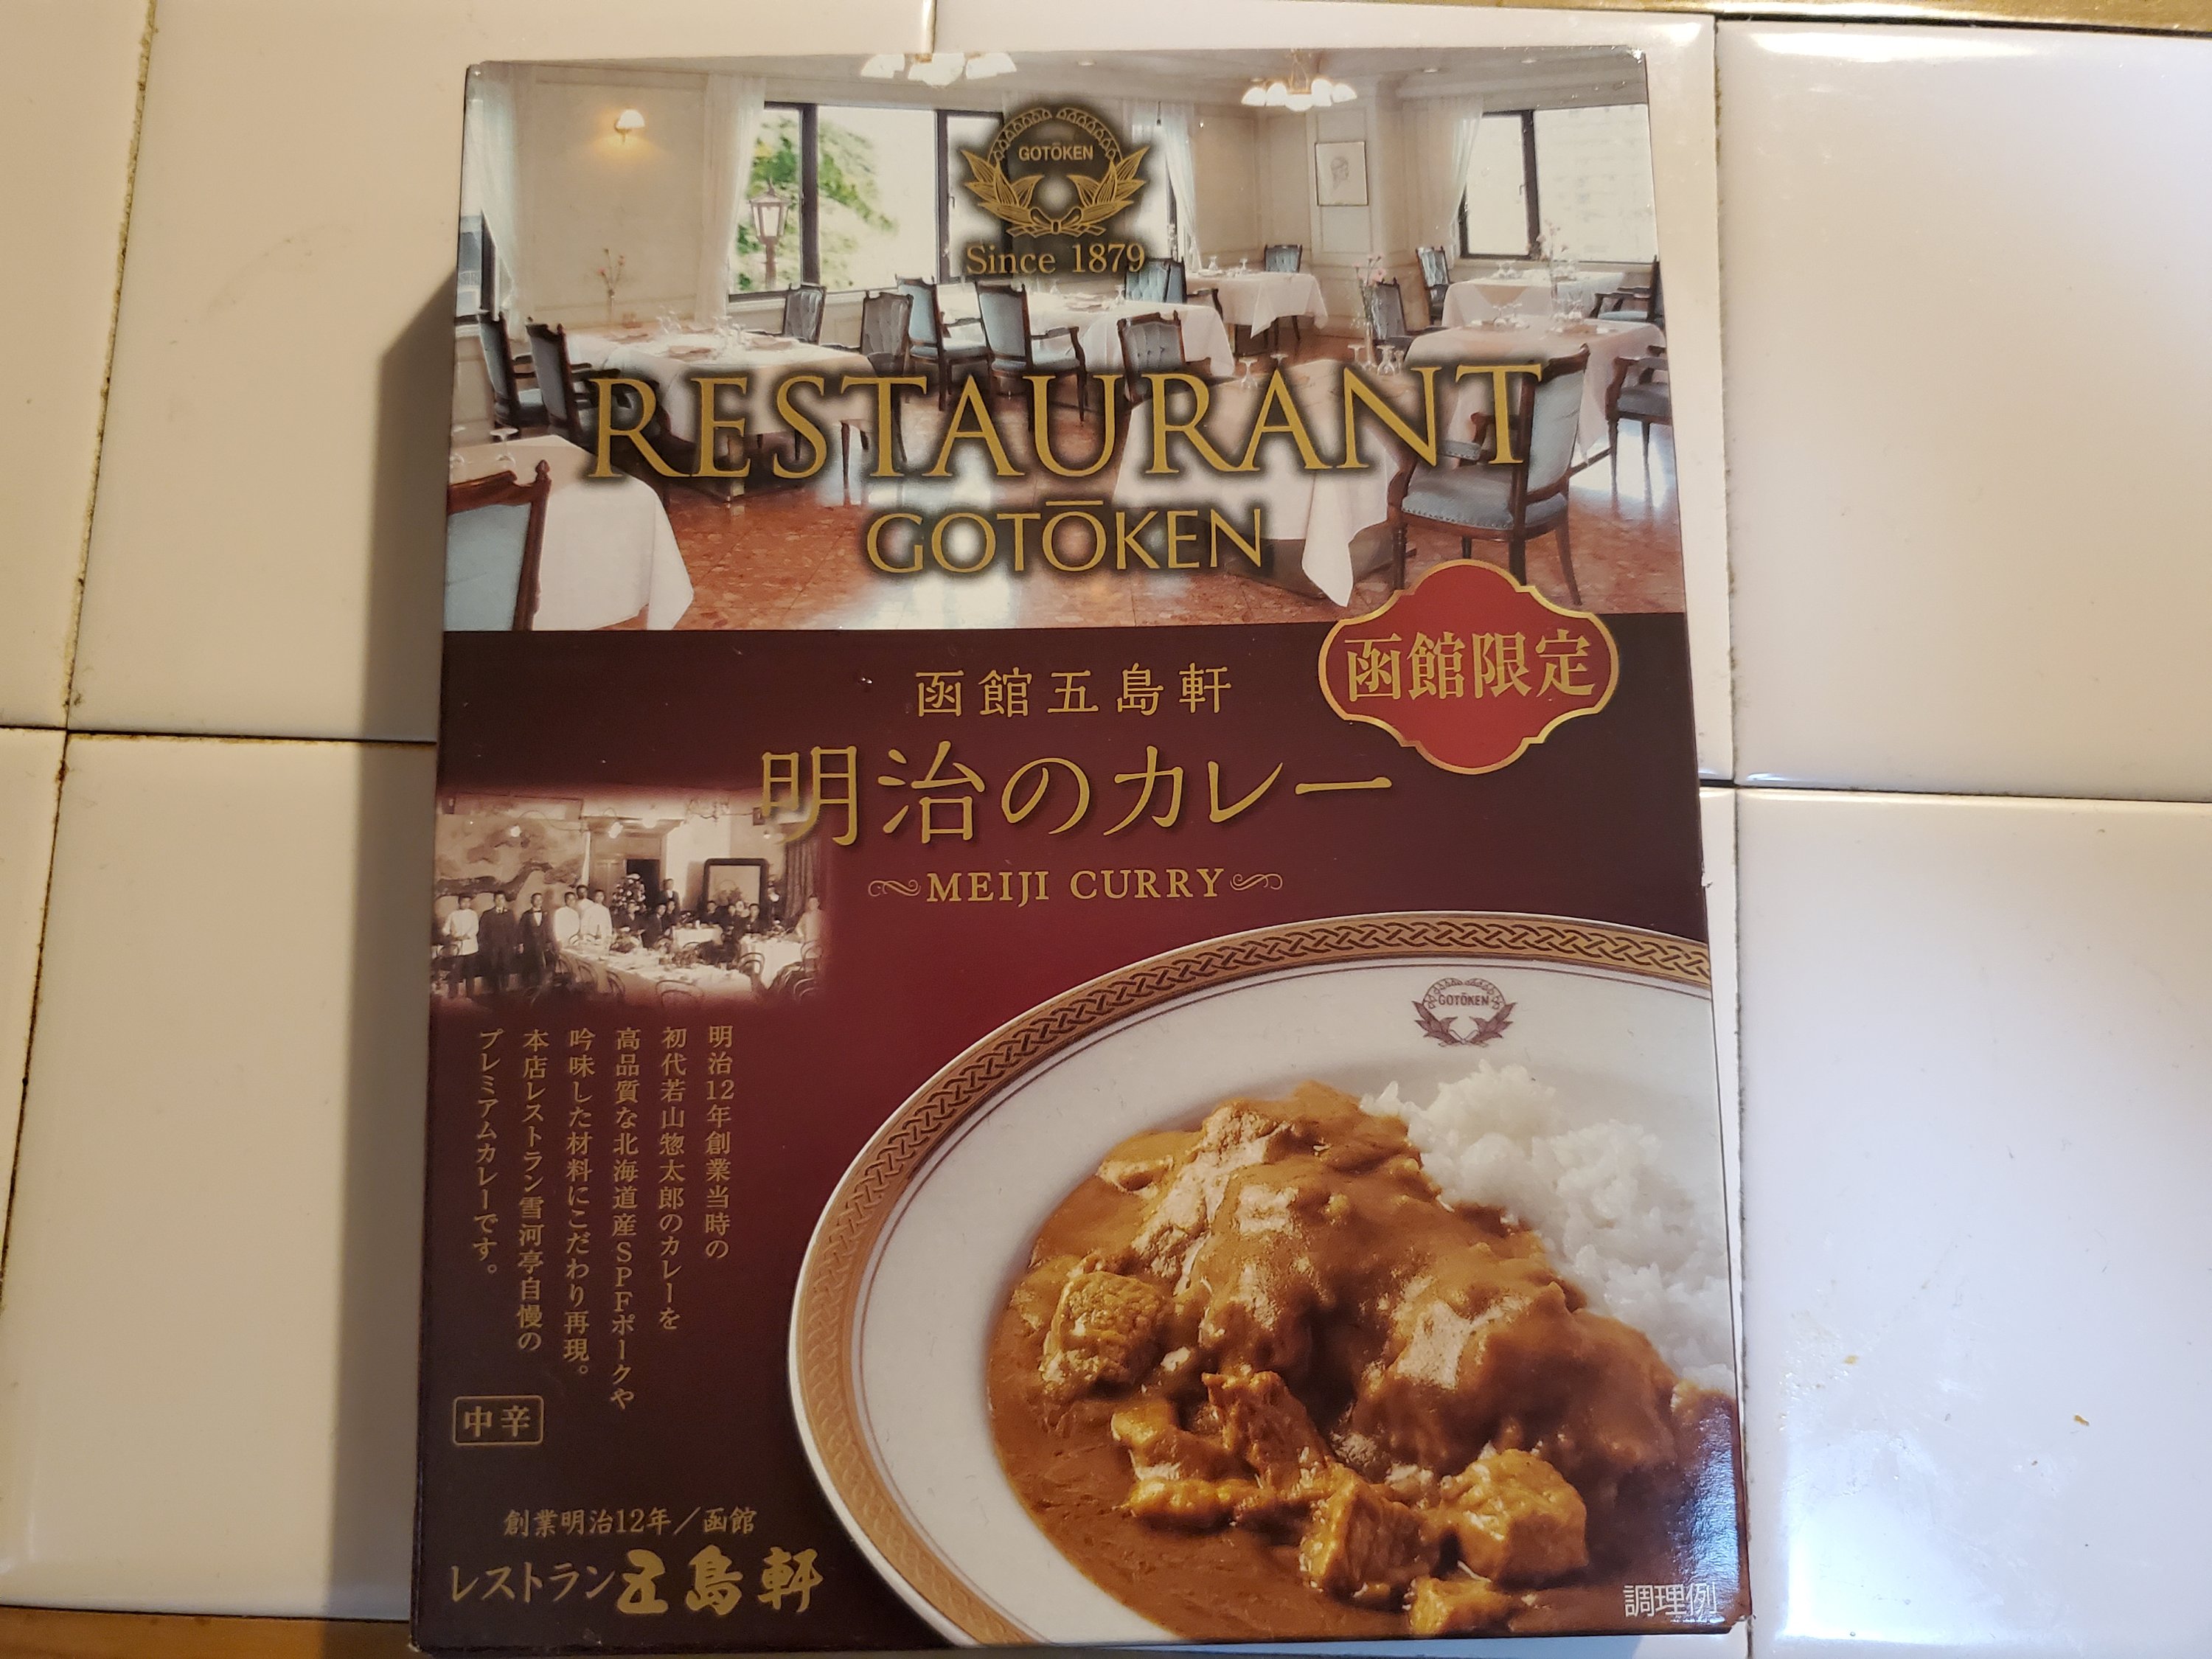 GOTŌKEN
Since 1879
RESTAURANT
GOTŌKEN
函館限定
函館五島軒
明治のカレー
MEIJI CURRY
GOTŌKEN
明治12年創業当時の
初代若山惣太郎のカレーを
高品質な北海道産SPFポークや
吟味した材料にこだわり再現。
本店レストラン雪河亭自慢の
プレミアムカレーです。
中辛
創業明治12年／函館
レストラン五島軒
調理例